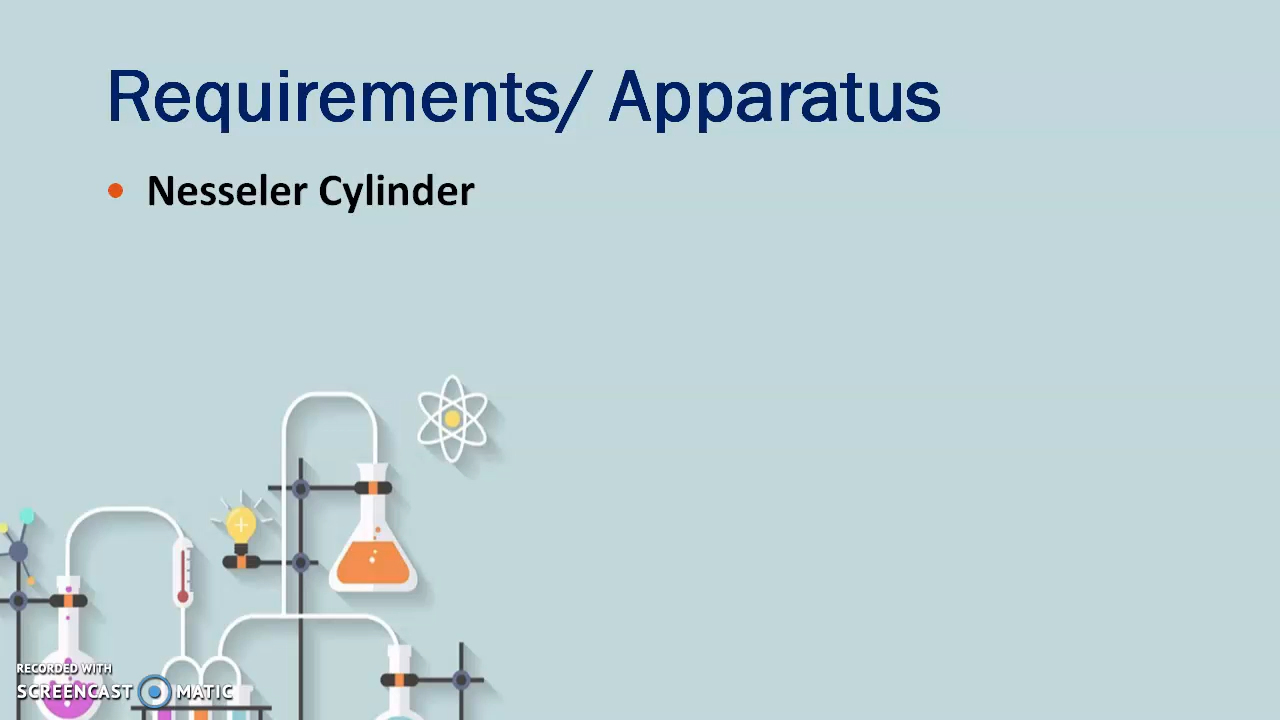 Requirements/ Apparatus
• Nesseler Cylinder
RECORDED WITH
SCREENCAST MATIC